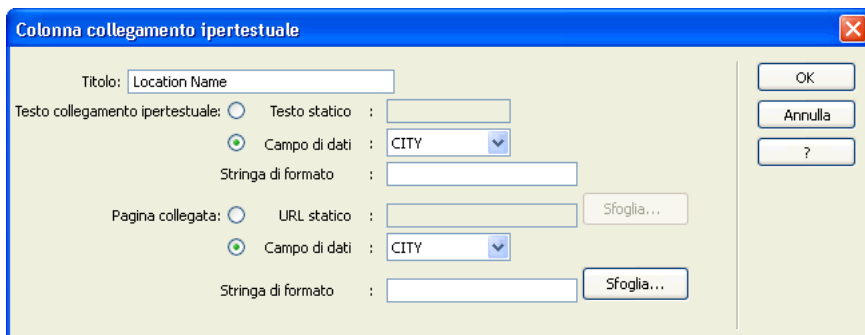 Colonna collegamento ipertestuale
Titolo: Location Name
OK
Testo collegamento ipertestuale: Testo statico :
Annulla
Campo di dati : CITY
?
Stringa di formato :
Pagina collegata: URL statico : Sfoglia...
Campo di dati : CITY
Stringa di formato : Sfoglia...